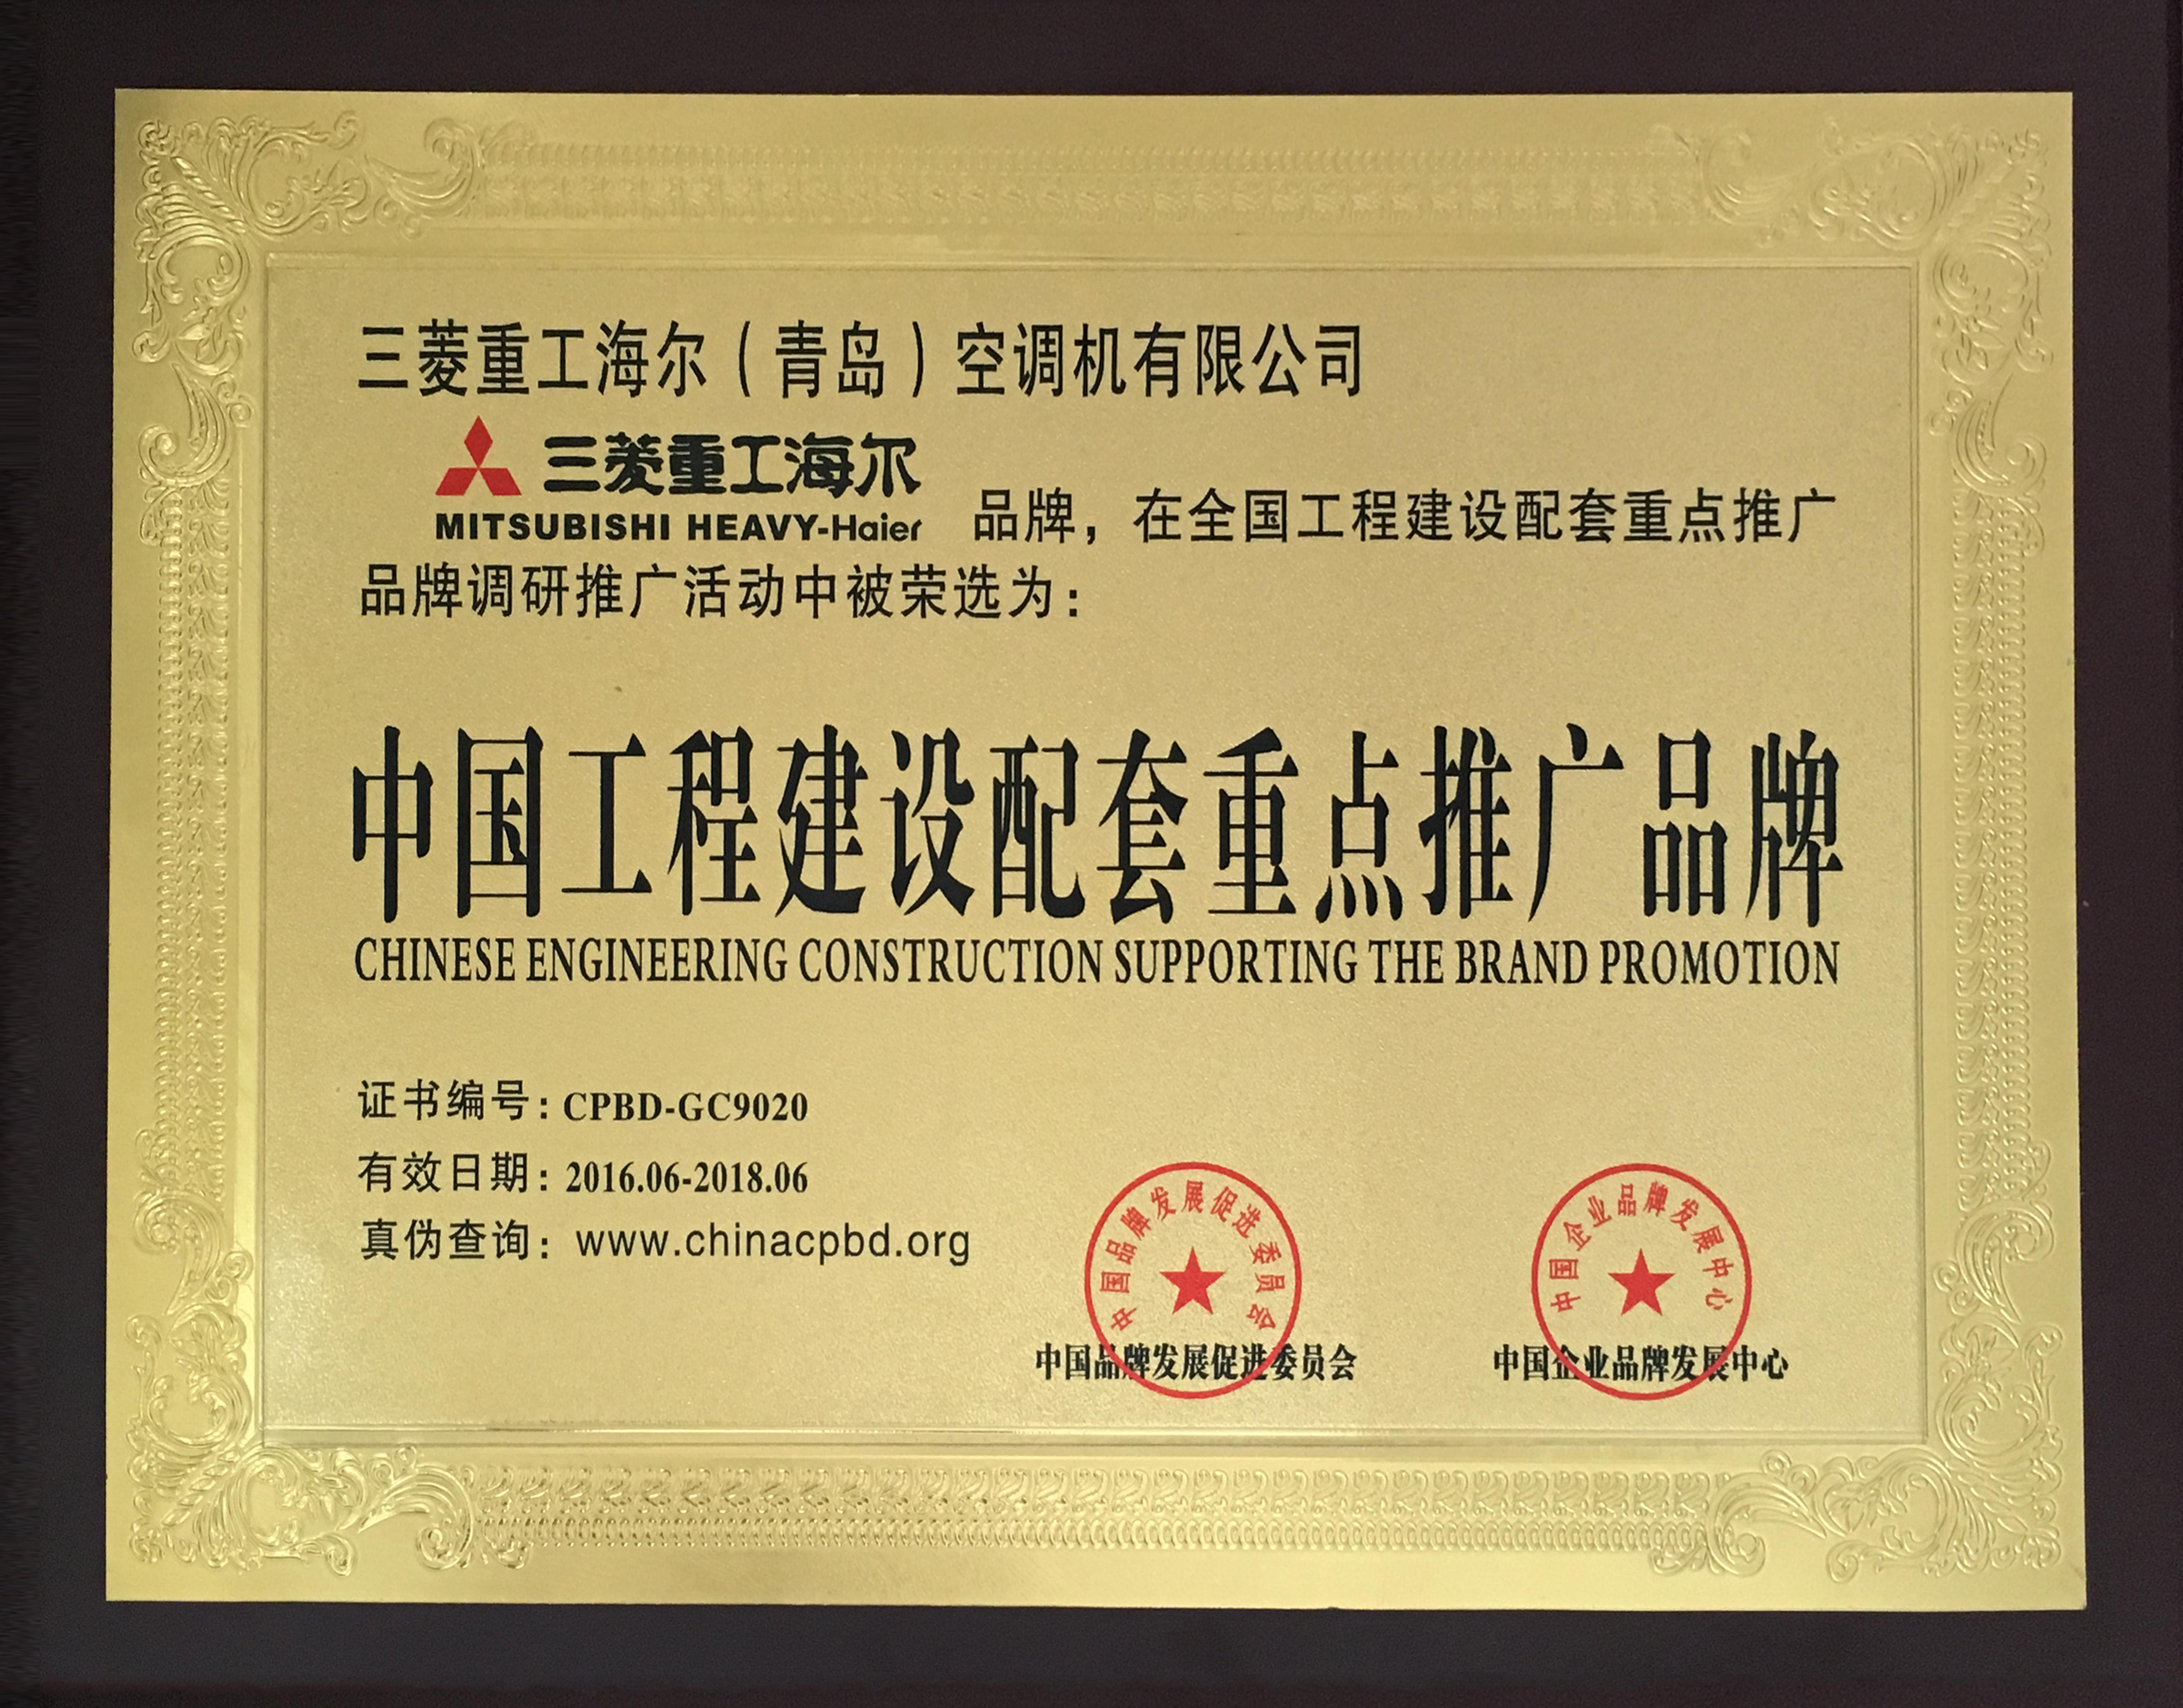 三菱重工海尔（青岛）空调机有限公司
三菱重工海尔
MITSUBISHI HEAVY-Haier 品牌，在全国工程建设配套重点推广
品牌调研推广活动中被荣选为：
中国工程建设配套重点推广品牌
CHINESE ENGINEERING CONSTRUCTION SUPPORTING THE BRAND PROMOTION
证书编号：CPBD-GC9020
有效日期：2016.06-2018.06
真伪查询：www.chinacpbd.org
中国品牌发展促进委员会
中国企业品牌发展中心
中国品牌发展促进委员会
中国企业品牌发展中心